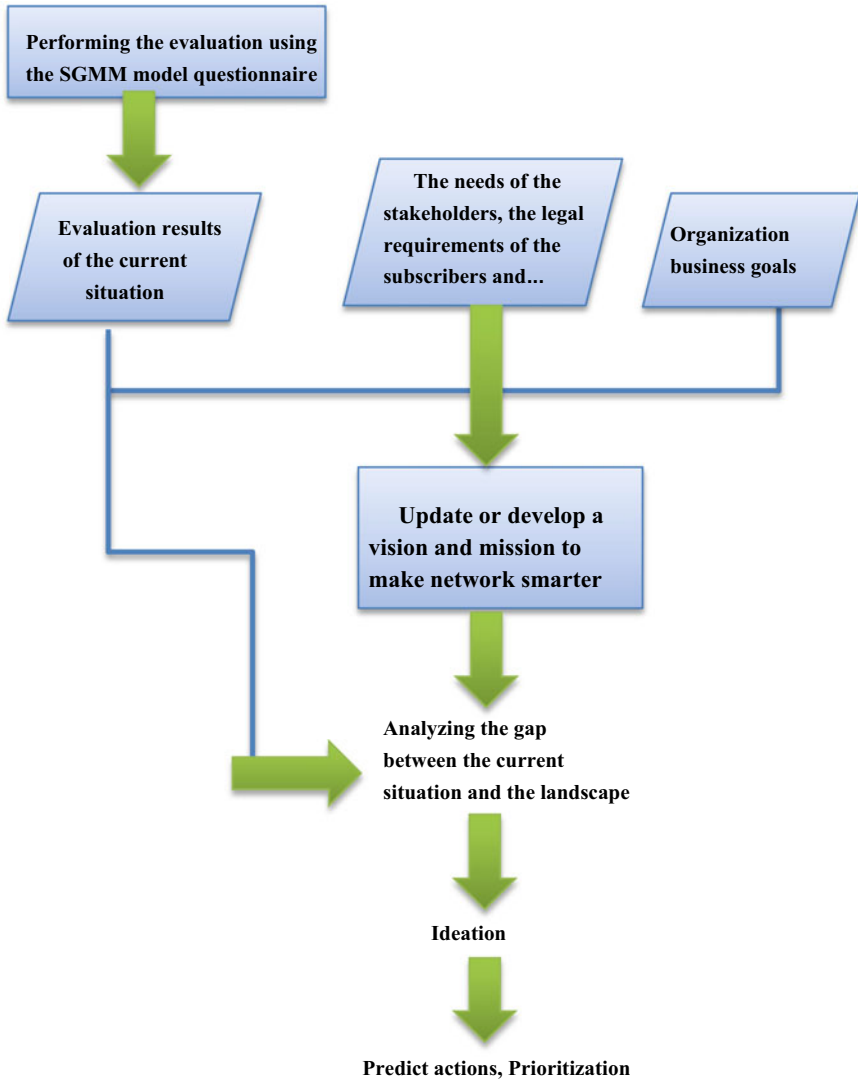 Performing the evaluation using
the SGMM model questionnaire
Evaluation results
of the current
situation
The needs of the
stakeholders, the legal
requirements of the
subscribers and...
Organization
business goals
Update or develop a
vision and mission to
make network smarter
Analyzing the gap
between the current
situation and the landscape
Ideation
Predict actions, Prioritization